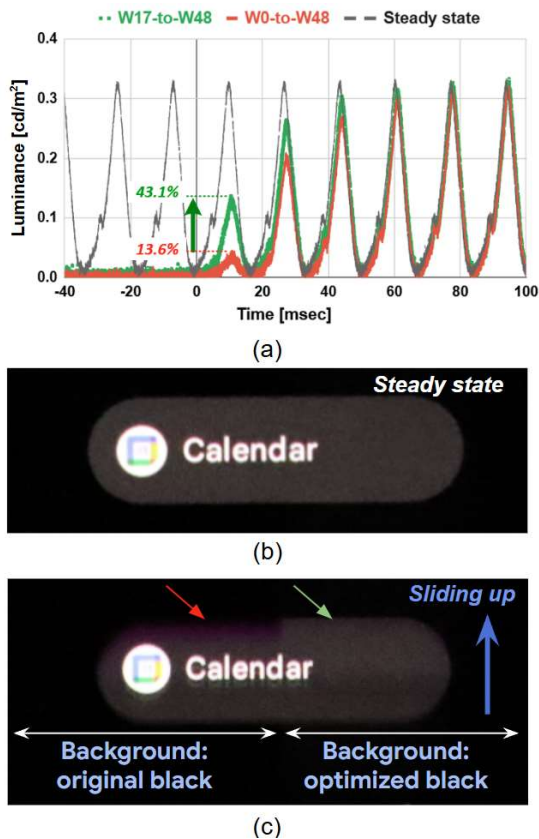 W17-to-W48 W0-to-W48 Steady state
Luminance [cd/m²]
0.4
0.3
0.2
0.1
0.0
43.1%
13.6%
-40 -20 0 20 40 60 80 100
Time [msec]
(a)
Steady state
Calendar
(b)
Sliding up
Calendar
Background: Background:
original black optimized black
(c)